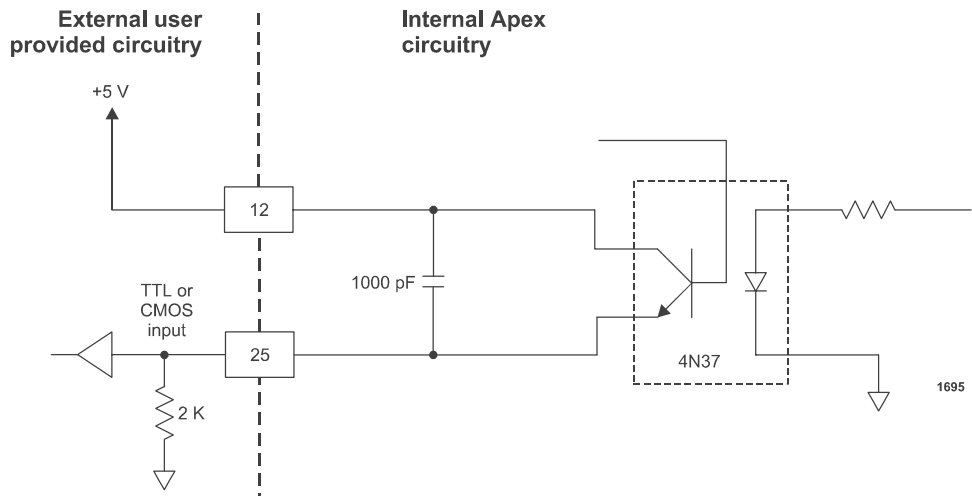 External user
provided circuitry
Internal Apex
circuitry
+5 V
12
1000 pF
TTL or
CMOS
input
25
4N37
2 K
1695